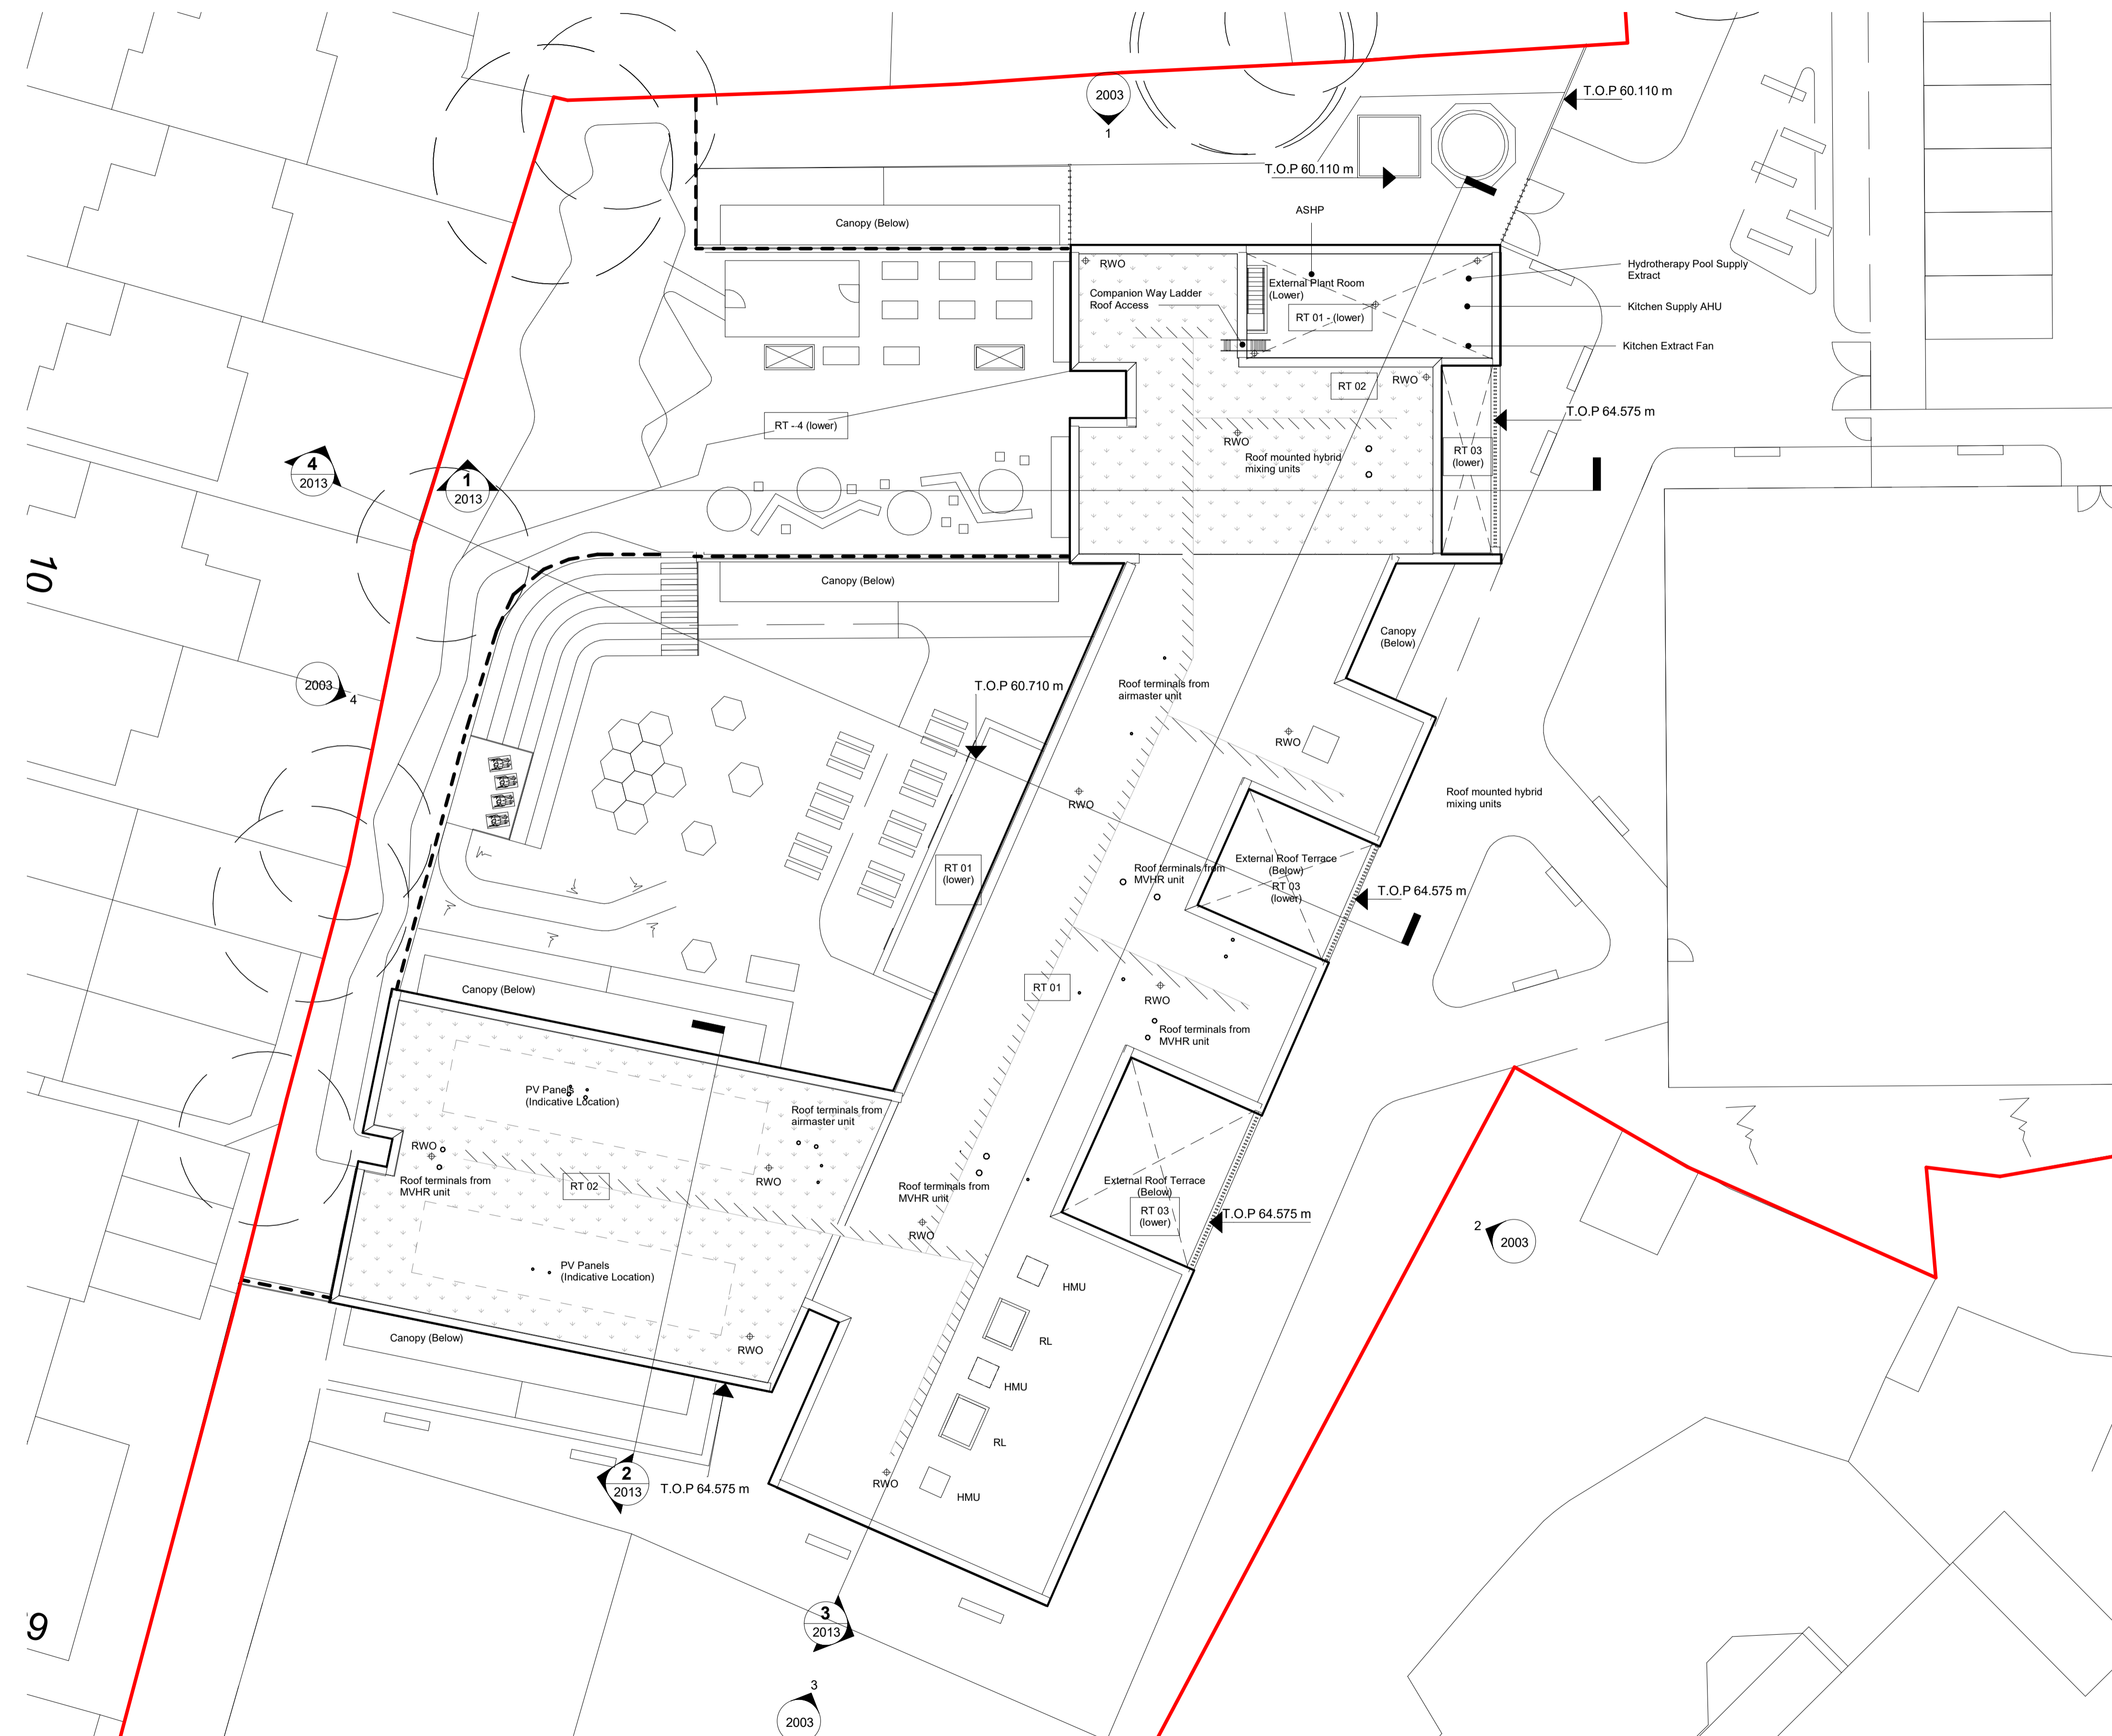 T.O.P 60.110 m
2003
1
T.O.P 60.110 m
ASHP
Canopy (Below)
RWO
Hydrotherapy Pool Supply
Extract
External Plant Room
(Lower)
Companion Way Ladder
Roof Access
Kitchen Supply AHU
RT 01 - (lower)
Kitchen Extract Fan
RT 02
RWO
T.O.P 64.575 m
RT - 4 (lower)
RWO
RT 03
(lower)
Roof mounted hybrid
mixing units
4
2013
1
2013
10
Canopy (Below)
Canopy
(Below)
2003
4
T.O.P 60.710 m
Roof terminals from
airmaster unit
RWO
RWO
Roof mounted hybrid
mixing units
External Roof Terrace
(Below)
RT 03
(lower)
Roof terminals from
MVHR unit
RT 01
(lower)
T.O.P 64.575 m
Canopy (Below)
RT 01
RWO
Roof terminals from
MVHR unit
PV Panels
(Indicative Location)
Roof terminals from
airmaster unit
RWO
Roof terminals from
MVHR unit
RT 02
RWO
Roof terminals from
MVHR unit
External Roof Terrace
(Below)
RT 03
(lower)
T.O.P 64.575 m
RWO
2
2003
PV Panels
(Indicative Location)
HMU
Canopy (Below)
RWO
RL
HMU
RL
2
2013
T.O.P 64.575 m
RWO
HMU
3
2013
9
3
2003